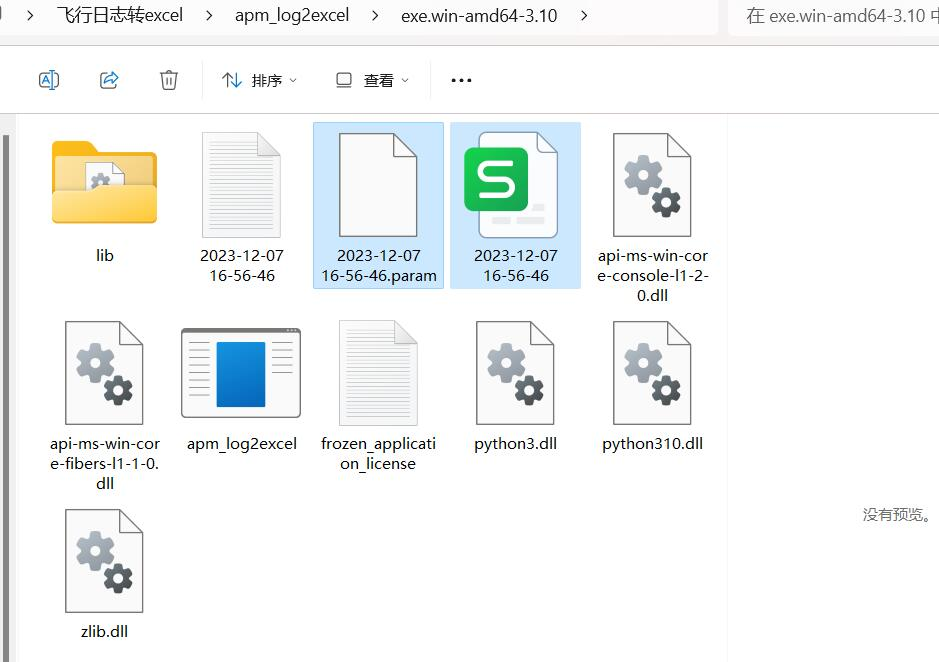 飞行日志转excel > apm_log2excel > exe.win-amd64-3.10 >
在 exe.win-amd64-3.10 中
排序
查看
lib
2023-12-07
16-56-46
2023-12-07
16-56-46.param
2023-12-07
16-56-46
api-ms-win-cor
e-console-l1-2-
0.dll
api-ms-win-cor
e-fibers-l1-1-0.
dll
apm_log2excel
frozen_applicati
on_license
python3.dll
python310.dll
zlib.dll
没有预览。